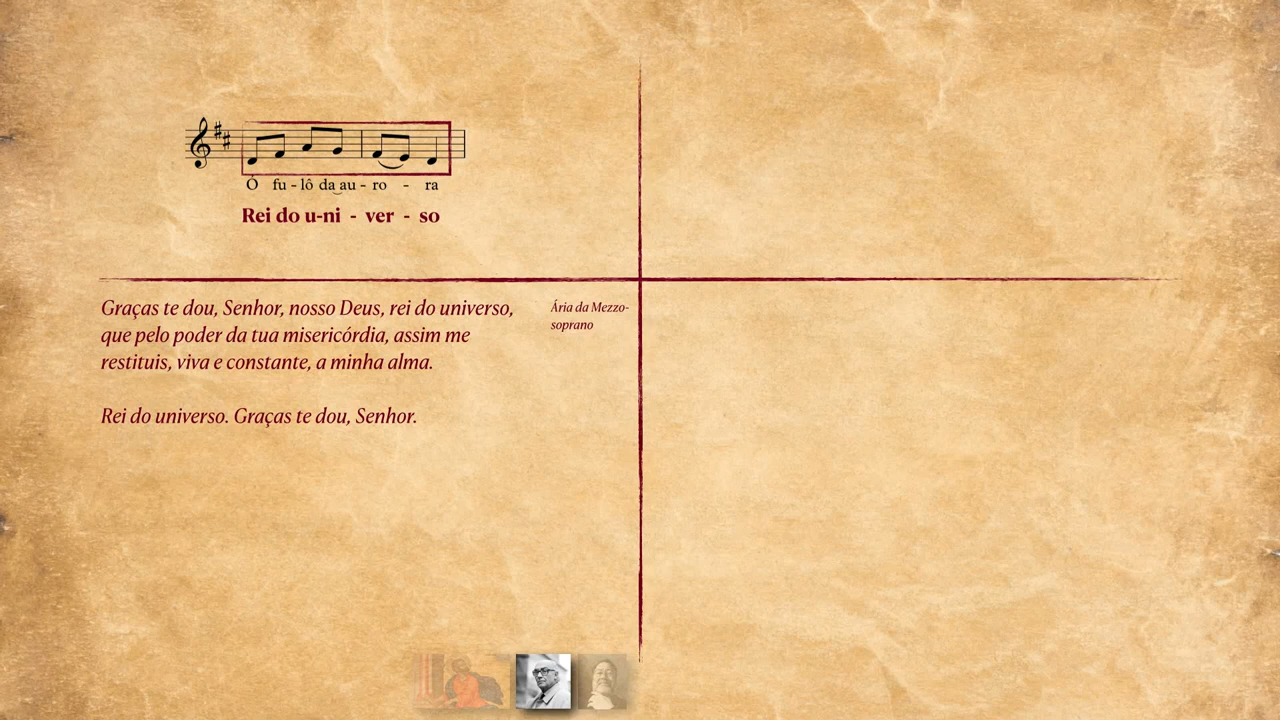 Ó fu - lô da au - ro - ra
Rei do u-ni - ver - so
Graças te dou, Senhor, nosso Deus, rei do universo,
que pelo poder da tua misericórdia, assim me
restituis, viva e constante, a minha alma.
Rei do universo. Graças te dou, Senhor.
Ária da Mezzo-
soprano